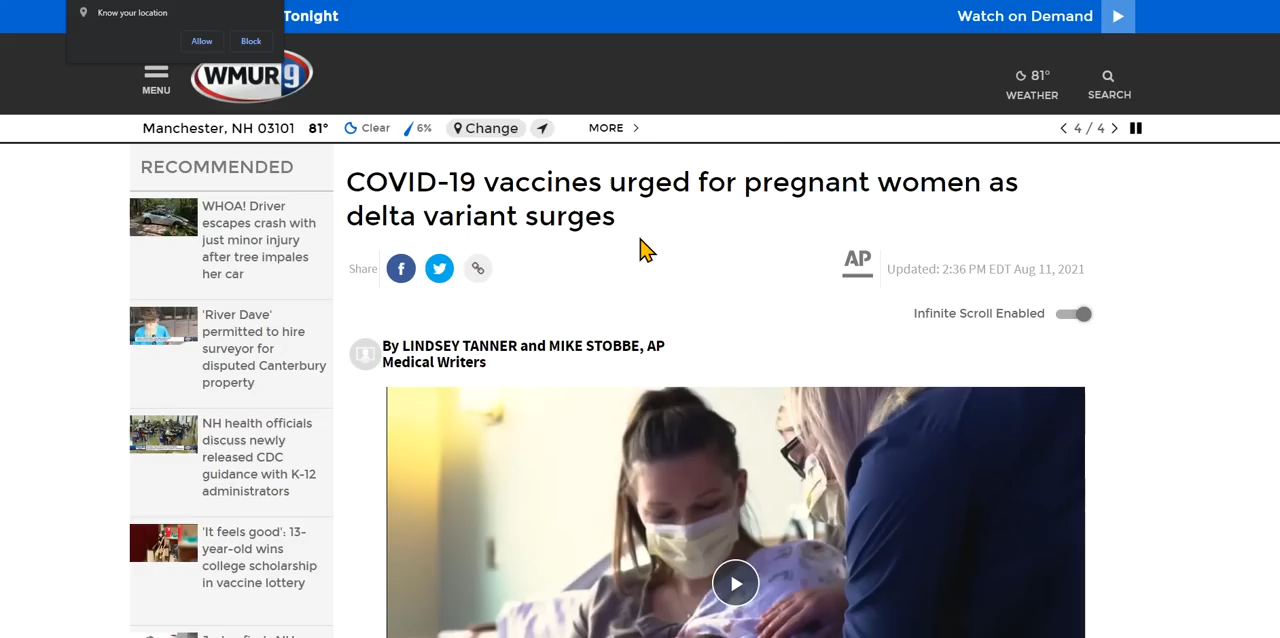 Know your location
Allow
Block
Tonight
Watch on Demand
MENU
WMUR 9
81°
WEATHER
SEARCH
Manchester, NH 03101 81° Clear 6% Change MORE
4 / 4
RECOMMENDED
WHOA! Driver
escapes crash with
just minor injury
after tree impales
her car
'River Dave'
permitted to hire
surveyor for
disputed Canterbury
property
NH health officials
discuss newly
released CDC
guidance with K-12
administrators
'It feels good': 13-
year-old wins
college scholarship
in vaccine lottery
COVID-19 vaccines urged for pregnant women as
delta variant surges
Share
f
AP
Updated: 2:36 PM EDT Aug 11, 2021
Infinite Scroll Enabled
By LINDSEY TANNER and MIKE STOBBE, AP
Medical Writers